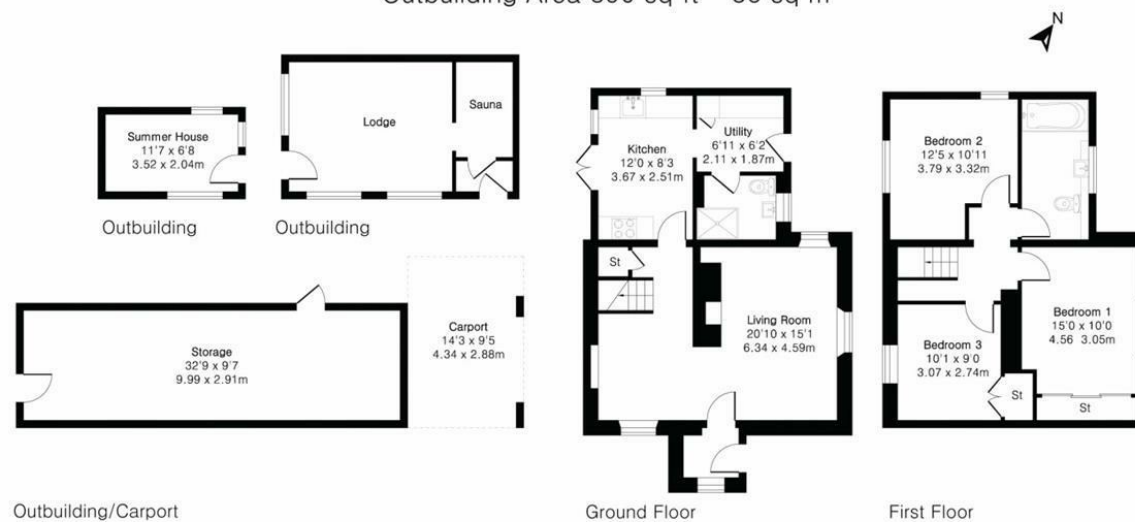 Outbuilding Area sq ft sq m
N
Summer House
11'7 x 6'8
3.52 x 2.04m
Outbuilding
Lodge
Sauna
Outbuilding
Storage
32'9 x 9'7
9.99 x 2.91m
Carport
14'3 x 9'5
4.34 x 2.88m
Outbuilding/Carport
Kitchen
12'0 x 8'3
3.67 x 2.51m
Utility
6'11 x 6'2
2.11 x 1.87m
St
Living Room
20'10 x 15'1
6.34 x 4.59m
Ground Floor
Bedroom 2
12'5 x 10'11
3.79 x 3.32m
Bedroom 1
15'0 x 10'0
4.56 3.05m
Bedroom 3
10'1 x 9'0
3.07 x 2.74m
St
St
First Floor